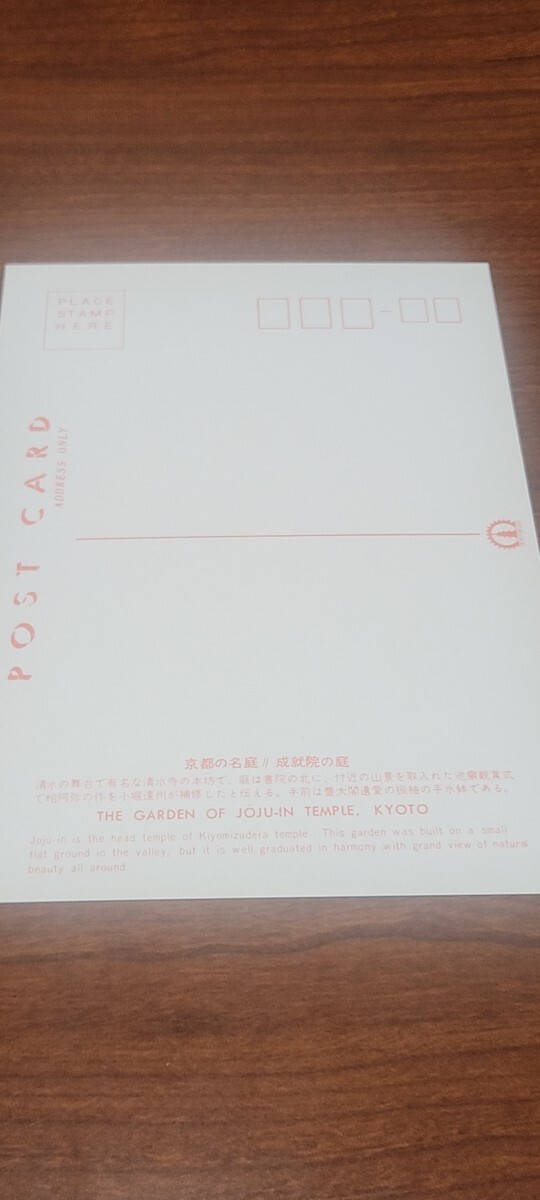 PLACE
STAMP
HERE
POST CARD
ADDRESS ONLY
京都の名庭 // 成就院の庭
清水の舞台で有名な清水寺の本坊で、庭は書院の北に、付近の山景を取入れた池泉観賞式
で相阿弥の作を小堀遠州が補修したと伝える。手前は豊太閤遺愛の振袖の手水鉢である。
THE GARDEN OF JOJU-IN TEMPLE, KYOTO
Joju-in is the head temple of Kiyomizudera temple. This garden was built on a small
flat ground in the valley, but it is well graduated in harmony with grand view of natural
beauty all around.